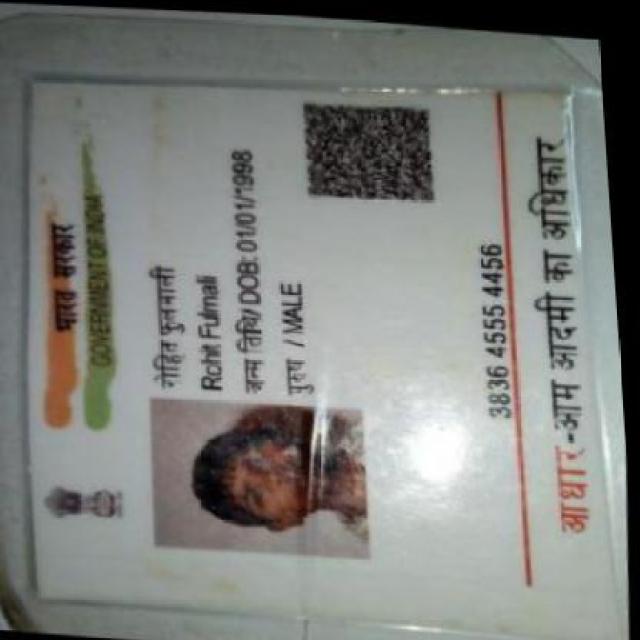 भारत सरकार
GOVERNMENT OF INDIA
रोहित फुलमाली
Rohit Fulmali
जन्म तिथि/ DOB: 01/01/1998
पुरुष / MALE
3836 4555 4456
आधार-आम आदमी का अधिकार